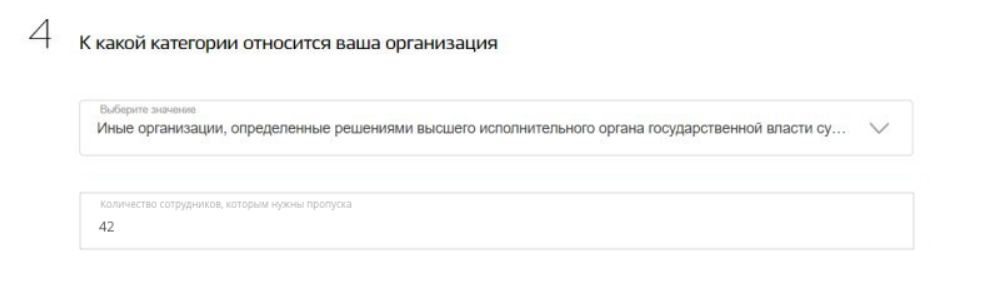 4
К какой категории относится ваша организация
Выберите значение
Иные организации, определенные решениями высшего исполнительного органа государственной власти су...
Количество сотрудников, которым нужны пропуска
42